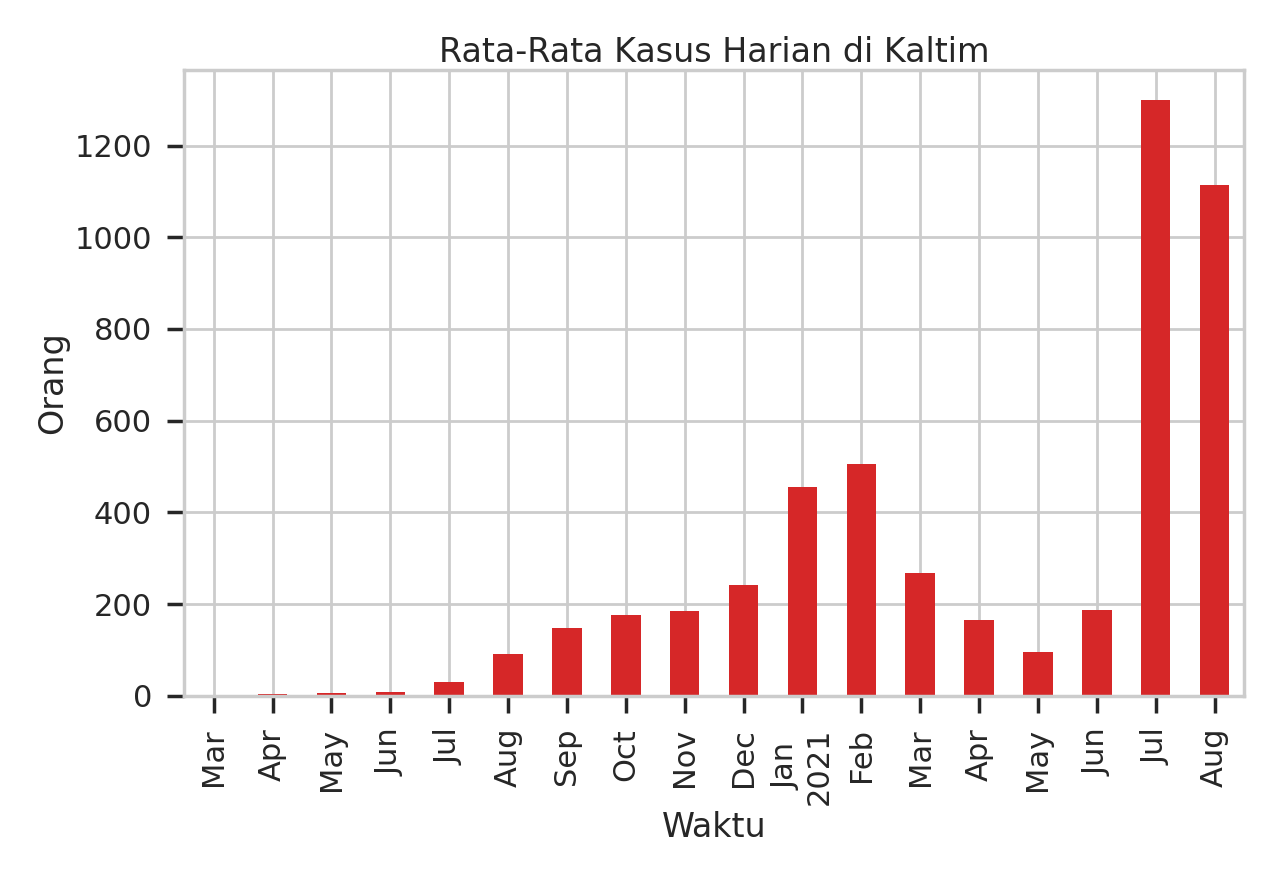 Rata-Rata Kasus Harian di Kaltim
1200
1000
800
600
400
200
0
Orang
Mar
Apr
May
Jun
Jul
Aug
Sep
Oct
Nov
Dec
Jan
2021
Feb
Mar
Apr
May
Jun
Jul
Aug
Waktu